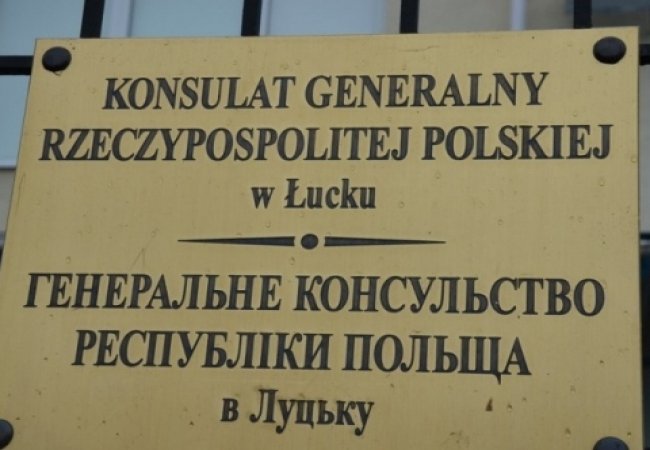 KONSULAT GENERALNY
RZECZYPOSPOLITEJ POLSKIEJ
w Łucku
ГЕНЕРАЛЬНЕ КОНСУЛЬСТВО
РЕСПУБЛІКИ ПОЛЬЩА
в Луцьку